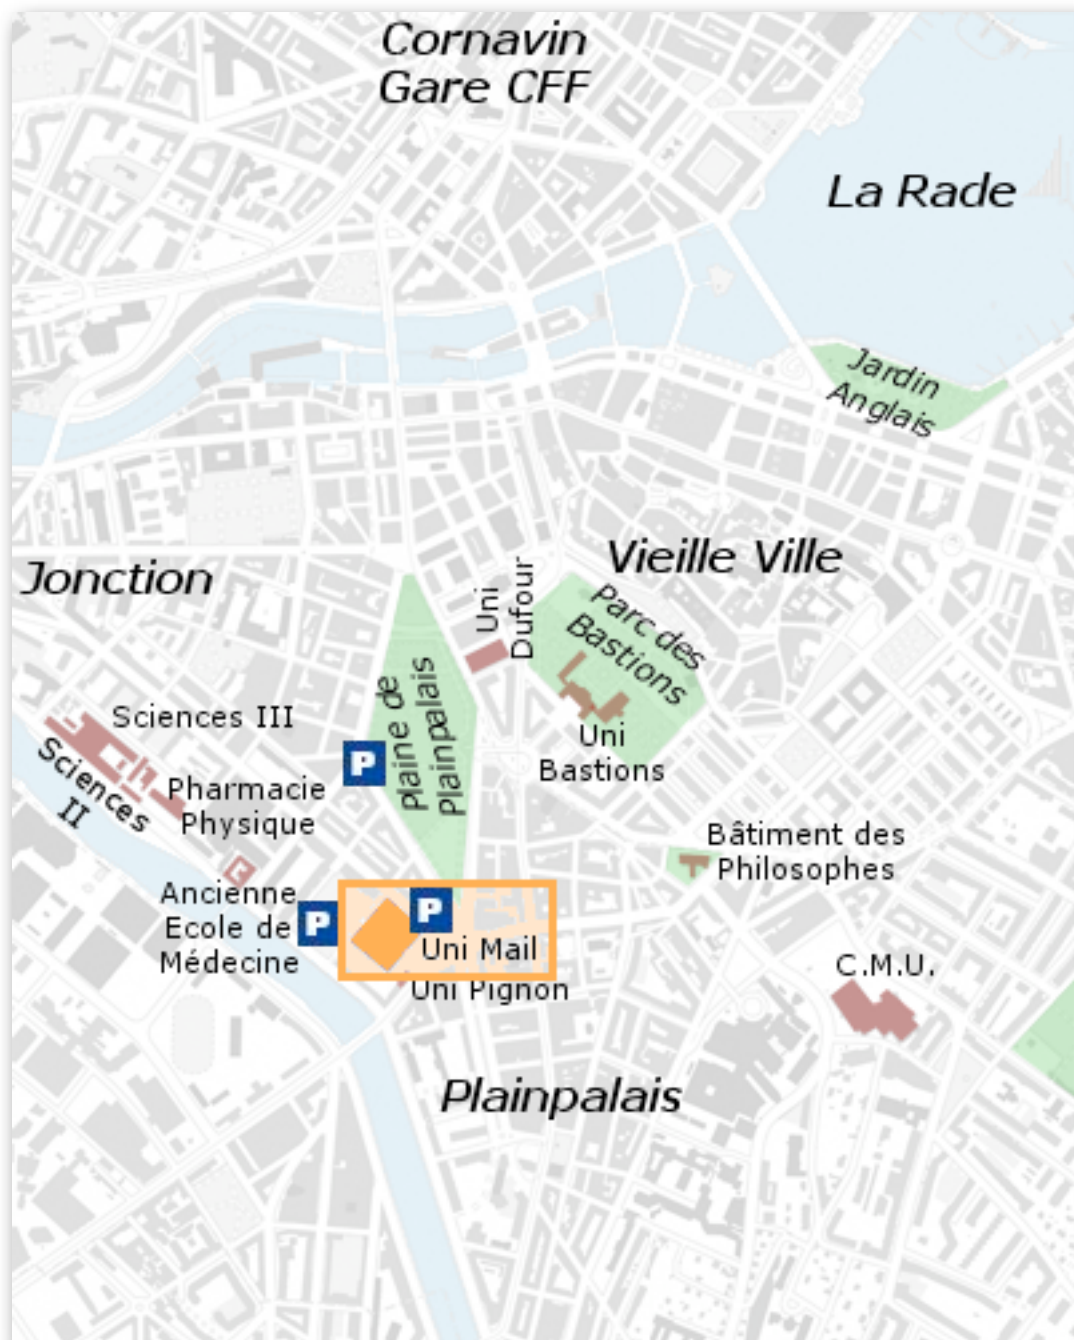 Cornavin
Gare CFF
La Rade
Jardin
Anglais
Vieille Ville
Jonction
Uni
Dufour
Parc des
Bastions
Plaine de
Plainpalais
Sciences III
Uni
Bastions
Sciences
II
Pharmacie
Physique
P
Bâtiment des
Philosophes
Ancienne
Ecole de
Médecine
P
P
Uni Mail
Uni Pignon
C.M.U.
Plainpalais